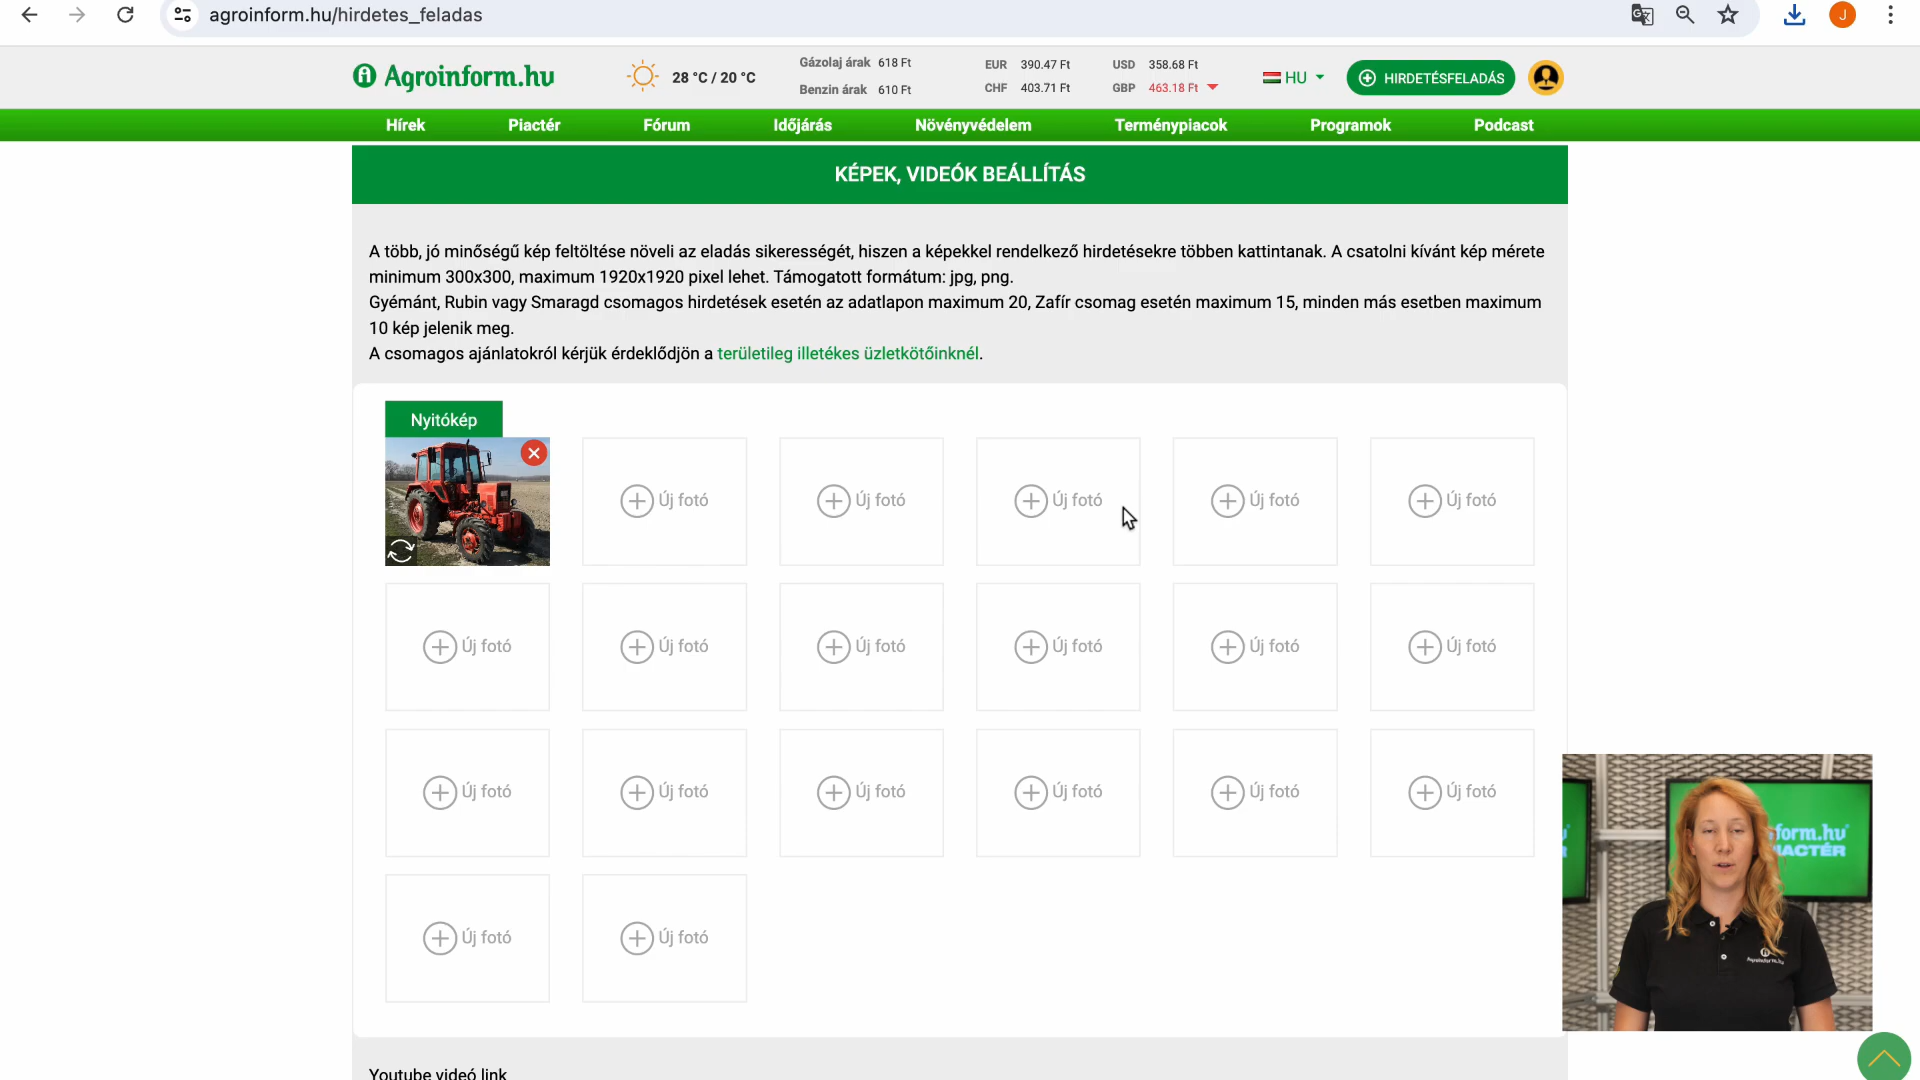 agroinform.hu/hirdetes_feladas
J
Agroinform.hu
28 °C / 20 °C
Gázolaj árak 618 Ft
Benzin árak 610 Ft
EUR 390.47 Ft
CHF 403.71 Ft
USD 358.68 Ft
GBP 463.18 Ft
HU
HIRDETÉSFELADÁS
Hírek Piactér Fórum Időjárás Növényvédelem Terménypiacok Programok Podcast
KÉPEK, VIDEÓK BEÁLLÍTÁS
A több, jó minőségű kép feltöltése növeli az eladás sikerességét, hiszen a képekkel rendelkező hirdetésekre többen kattintanak. A csatolni kívánt kép mérete
minimum 300x300, maximum 1920x1920 pixel lehet. Támogatott formátum: jpg, png.
Gyémánt, Rubin vagy Smaragd csomagos hirdetések esetén az adatlapon maximum 20, Zafír csomag esetén maximum 15, minden más esetben maximum
10 kép jelenik meg.
A csomagos ajánlatokról kérjük érdeklődjön a területileg illetékes üzletkötőinknél.
Nyitókép
Új fotó Új fotó Új fotó Új fotó Új fotó
Új fotó Új fotó Új fotó Új fotó Új fotó Új fotó
Új fotó Új fotó Új fotó Új fotó Új fotó Új fotó
Új fotó Új fotó
form.hu
IACTÉR
Agroinform.hu
Youtube videó link